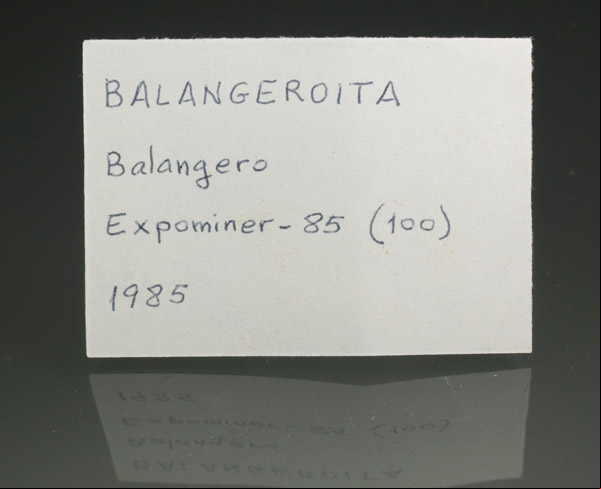 BALANGEROITA
Balangero
Expominer-85 (100)
1985